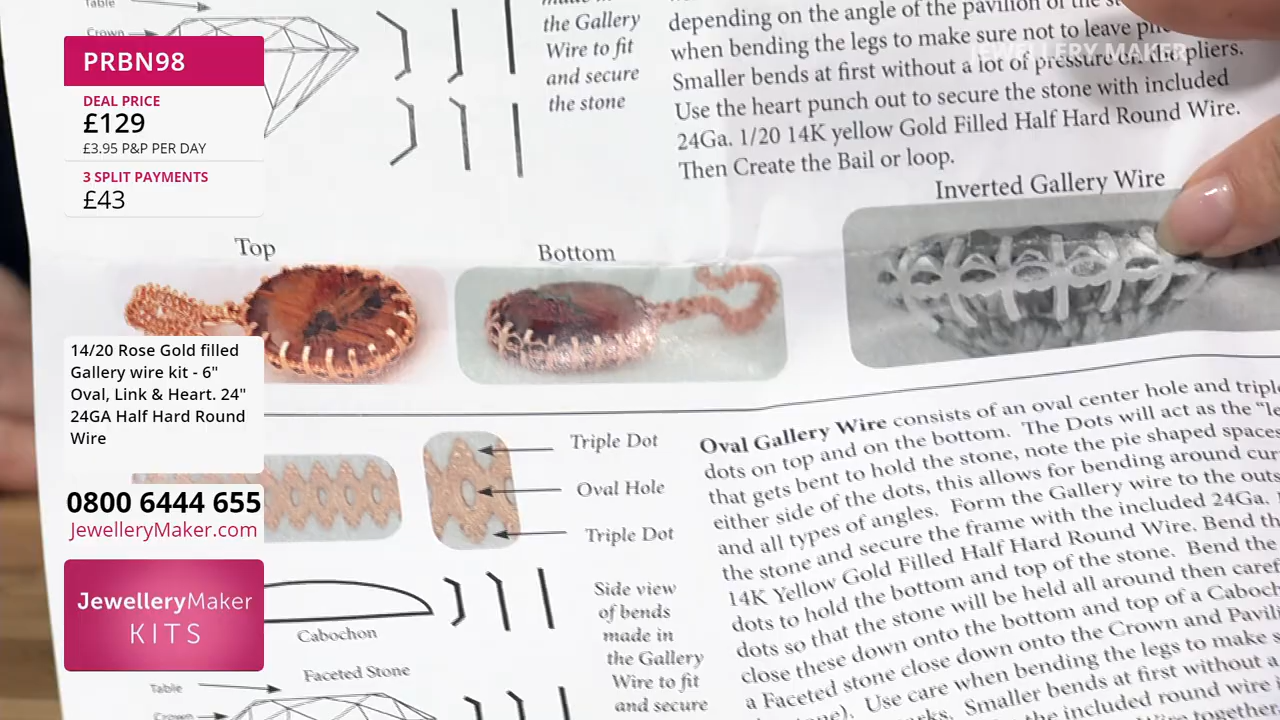 Table
Crown
the Gallery
Wire to fit
and secure
the stone
depending on the angle of the pavilion of the
when bending the legs to make sure not to leave
Smaller bends at first without a lot of pressure on the pliers.
Use the heart punch out to secure the stone with included
24Ga. 1/20 14K yellow Gold Filled Half Hard Round Wire.
Then Create the Bail or loop.
JEWELLERY MAKER
PRBN98
DEAL PRICE
£129
£3.95 P&P PER DAY
3 SPLIT PAYMENTS
£43
Top
Bottom
Inverted Gallery Wire
14/20 Rose Gold filled
Gallery wire kit - 6"
Oval, Link & Heart. 24"
24GA Half Hard Round
Wire
0800 6444 655
JewelleryMaker.com
JewelleryMaker
KITS
Triple Dot
Oval Hole
Triple Dot
Oval Gallery Wire consists of an oval center hole and triple
dots on top and on the bottom. The Dots will act as the
that gets bent to hold the stone, note the pie shaped spaces
either side of the dots, this allows for bending around
and all types of angles. Form the Gallery wire to the
the stone and secure the frame with the included 24Ga.
14K Yellow Gold Filled Half Hard Round Wire. Bend the
dots to hold the bottom and top of the stone. Bend the
dots so that the stone will be held all around then
close these down onto the bottom and top of a
a Faceted stone close down onto the Crown and
Use care when bending the legs to make
Smaller bends at first without a
the included round wire
together
Cabochon
Faceted Stone
Table
Crown
Side view
of bends
made in
the Gallery
Wire to fit
and secure